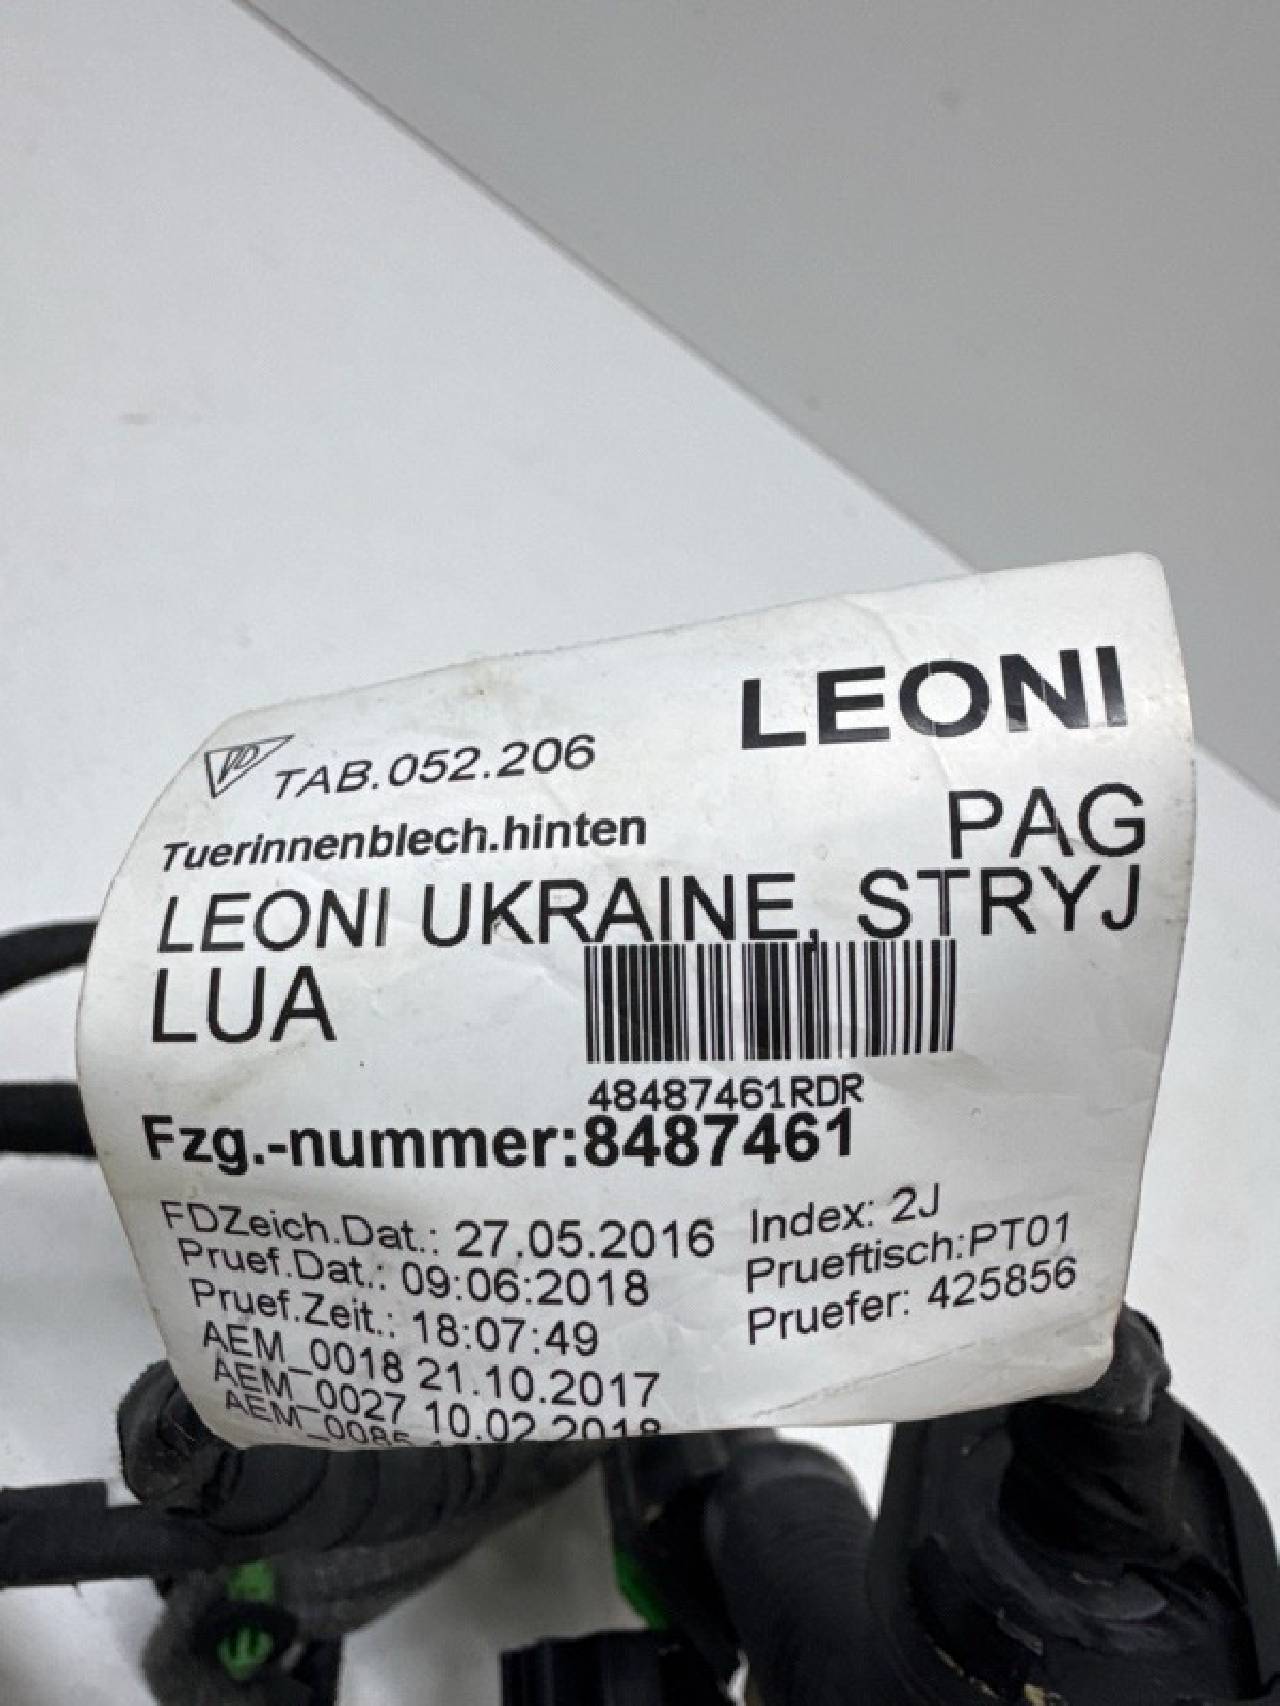 LEONI
PD TAB.052.206
PAG
Tuerinnenblech.hinten
LEONI UKRAINE, STRYJ
LUA
48487461RDR
Fzg.-nummer:8487461
FDZeich.Dat.: 27.05.2016 Index: 2J
Pruef.Dat.: 09:06:2018 Prueftisch:PT01
Pruef.Zeit.: 18:07:49 Pruefer: 425856
AEM_0018 21.10.2017
AEM_0027 10.02.2018
AEM_0085